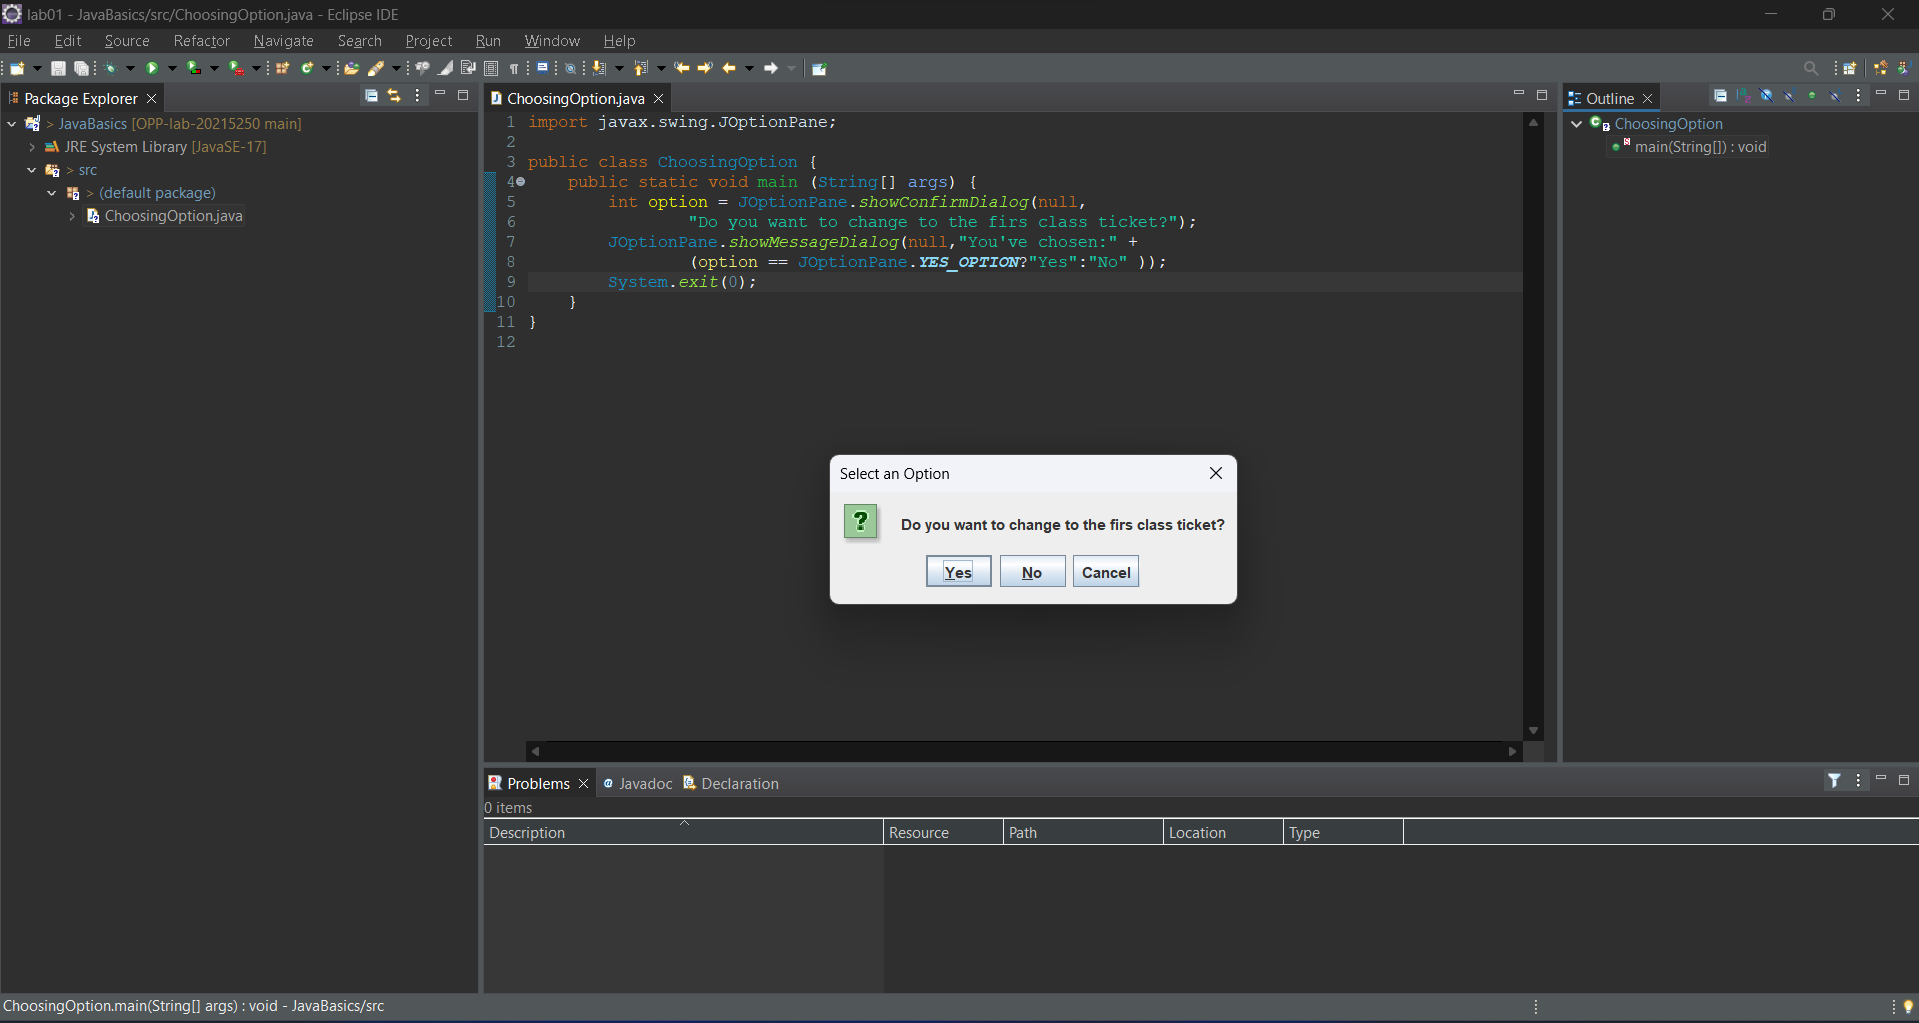 lab01 - JavaBasics/src/ChoosingOption.java - Eclipse IDE
File Edit Source Refactor Navigate Search Project Run Window Help
Package Explorer
JavaBasics [OPP-lab-20215250 main]
JRE System Library [JavaSE-17]
src
(default package)
ChoosingOption.java
ChoosingOption.java
1 import javax.swing.JOptionPane;
2
3 public class ChoosingOption {
4 public static void main (String[] args) {
5 int option = JOptionPane.showConfirmDialog(null,
6 "Do you want to change to the firs class ticket?");
7 JOptionPane.showMessageDialog(null,"You've chosen:" +
8 (option == JOptionPane.YES_OPTION?"Yes":"No" ));
9 System.exit(0);
10 }
11 }
12
Outline
ChoosingOption
main(String[]) : void
Select an Option
Do you want to change to the firs class ticket?
Yes No Cancel
Problems Javadoc Declaration
0 items
Description Resource Path Location Type
ChoosingOption.main(String[] args) : void - JavaBasics/src